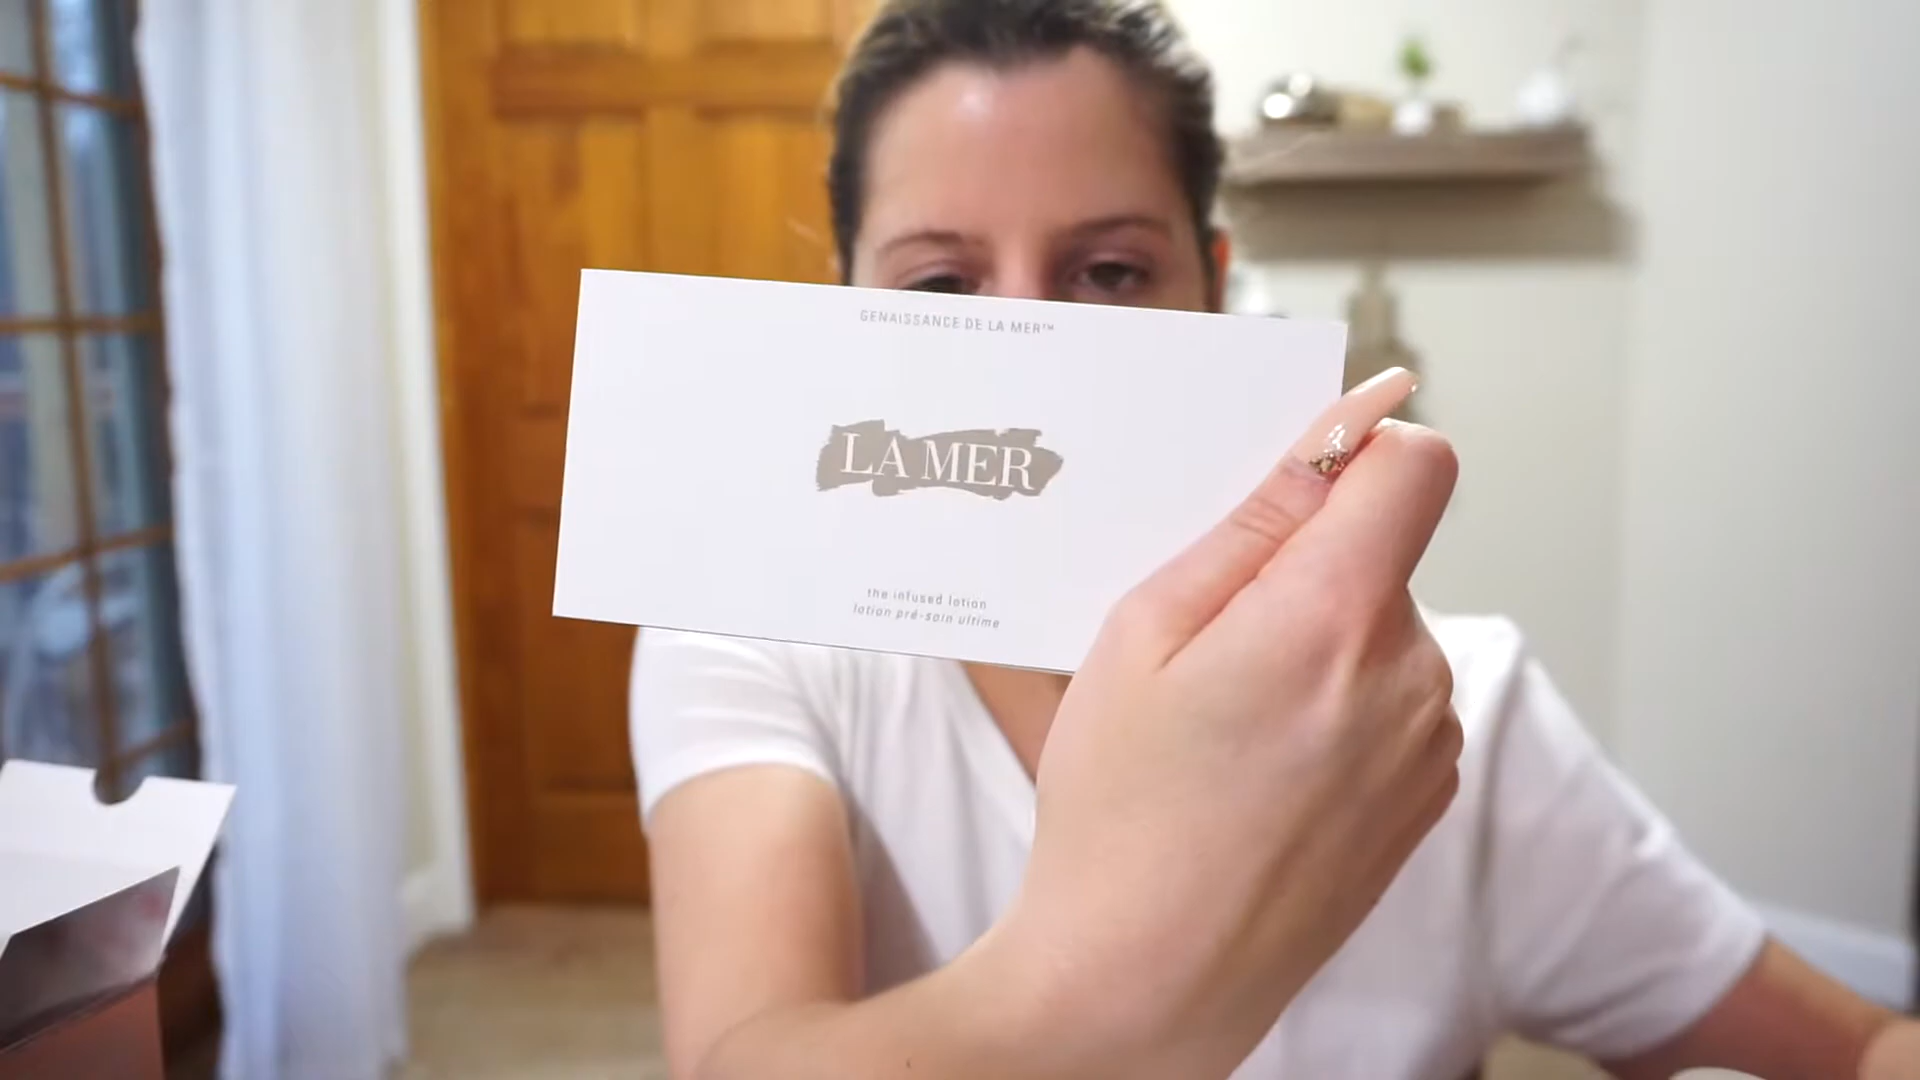 GENAISSANCE DE LA MER™
LA MER
the infused lotion
lotion pré-soin ultime